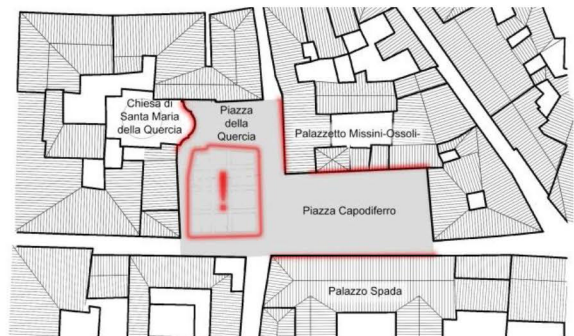 Chiesa di
Santa Maria
della Quercia
Piazza
della
Quercia
Palazzetto Missini-Ossoli-
!
Piazza Capodiferro
Palazzo Spada